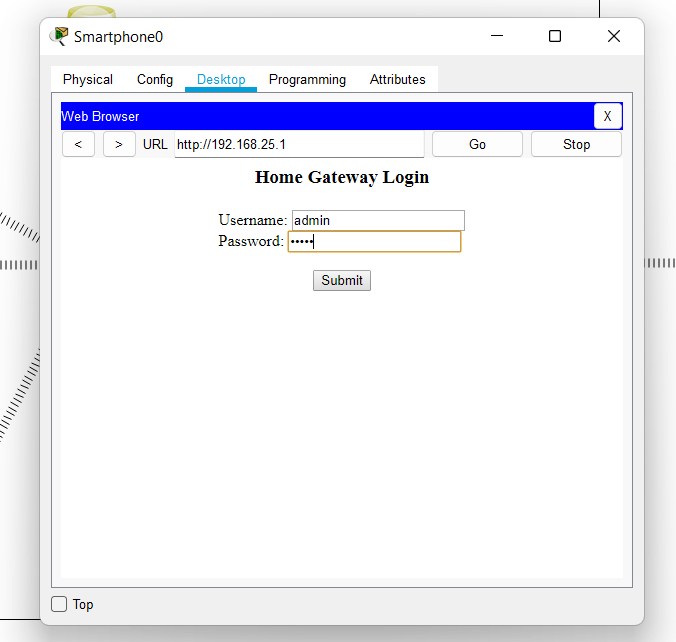 Smartphone0
Physical Config Desktop Programming Attributes
Web Browser X
< > URL http://192.168.25.1 Go Stop
Home Gateway Login
Username: admin
Password: •••••
Submit
Top